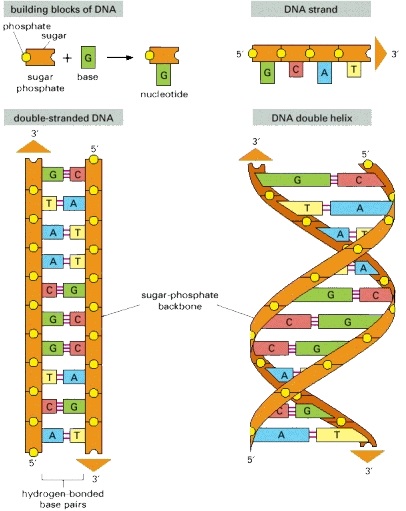 building blocks of DNA
phosphate
sugar
+
G
sugar
phosphate
base
nucleotide
G
DNA strand
G C A T
3′
double-stranded DNA
3′
5′
G C
T A
A T
A T
C G
G C
G C
T A
C G
A T
5′
3′
hydrogen-bonded
base pairs
sugar-phosphate
backbone
DNA double helix
3′
5′
G C
T A
A T
T A
G C
C G
C G
A
C G
A T
5′
3′